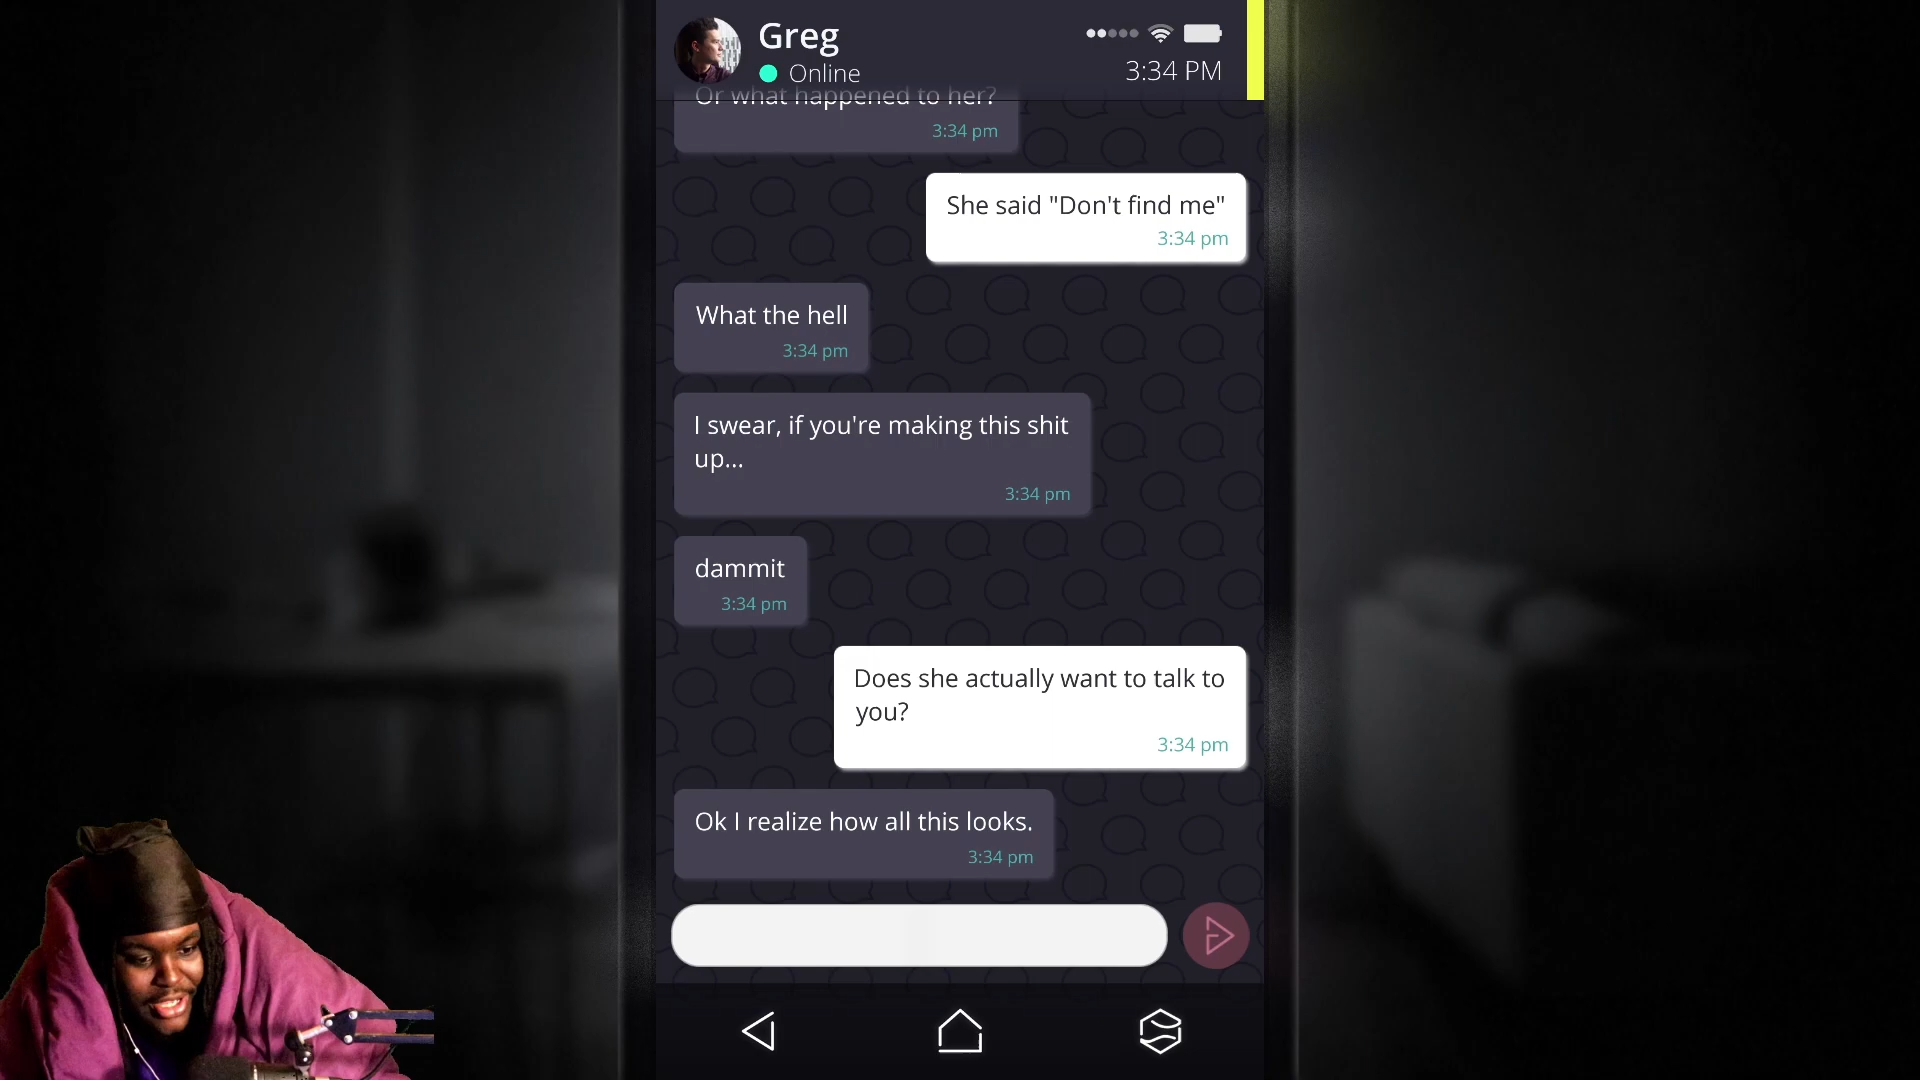 Greg
Online
3:34 PM
Or what happened to her?
3:34 pm
She said "Don't find me"
3:34 pm
What the hell
3:34 pm
I swear, if you're making this shit
up...
3:34 pm
dammit
3:34 pm
Does she actually want to talk to
you?
3:34 pm
Ok I realize how all this looks.
3:34 pm